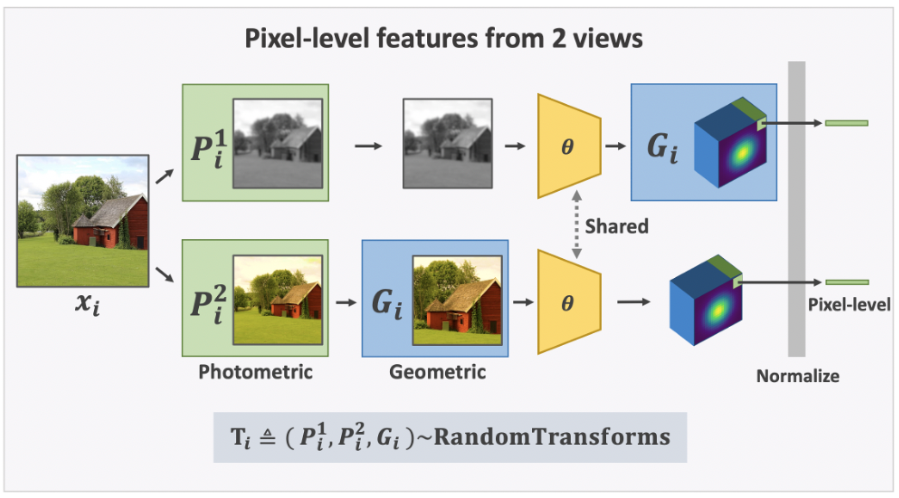 Pixel-level features from 2 views
P_i^1
θ
G_i
Shared
x_i
P_i^2
G_i
θ
Pixel-level
Photometric
Geometric
Normalize
T_i ≜ ( P_i^1, P_i^2, G_i )~RandomTransforms